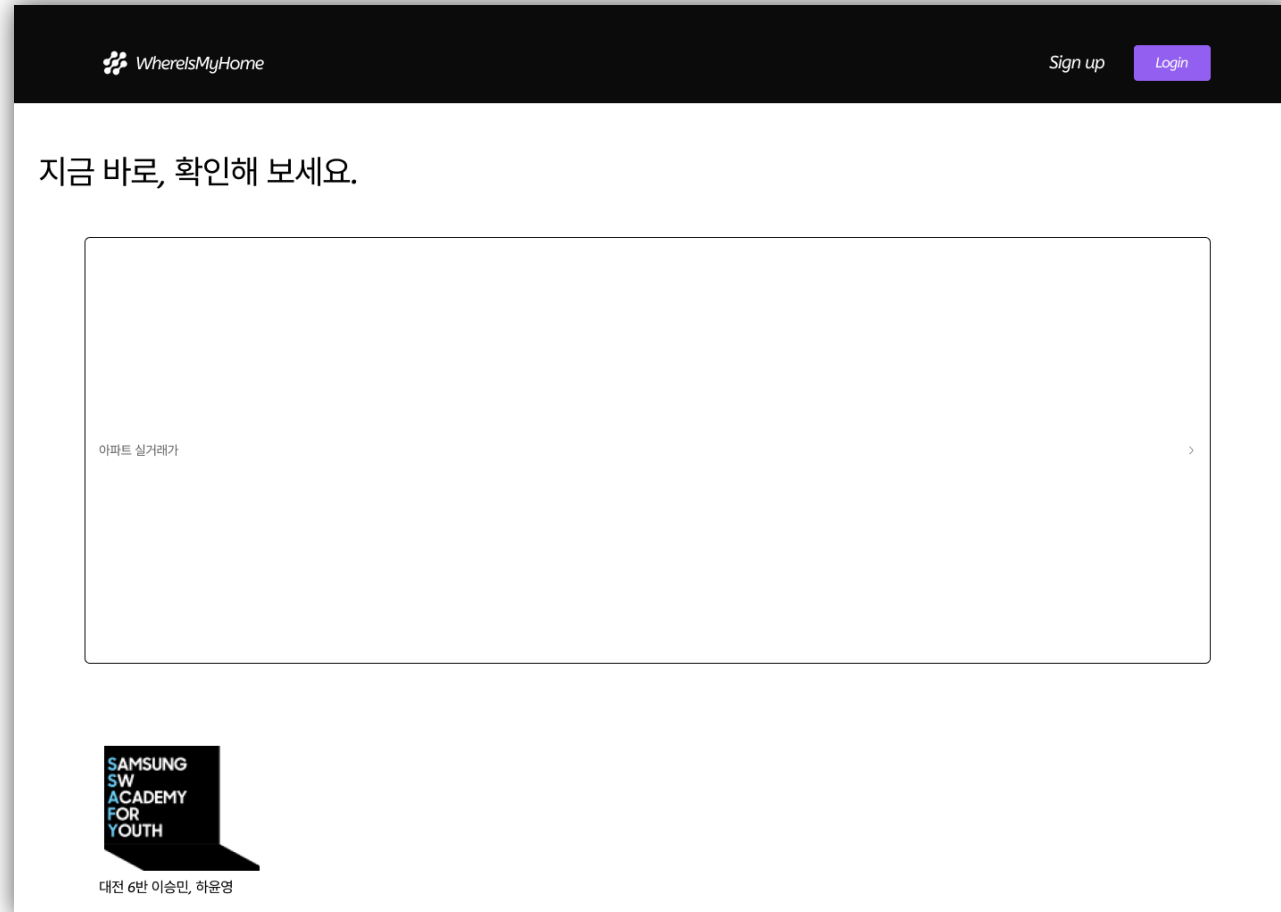 WhereIsMyHome
Sign up
Login
지금 바로, 확인해 보세요.
아파트 실거래가
SAMSUNG
SW
ACADEMY
FOR
YOUTH
대전 6반 이승민, 하윤영